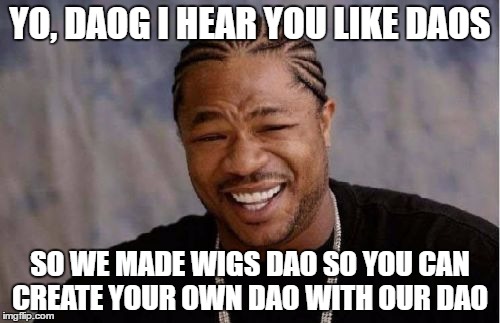 YO, DAOG I HEAR YOU LIKE DAOS
SO WE MADE WIGS DAO SO YOU CAN
CREATE YOUR OWN DAO WITH OUR DAO
imgflip.com